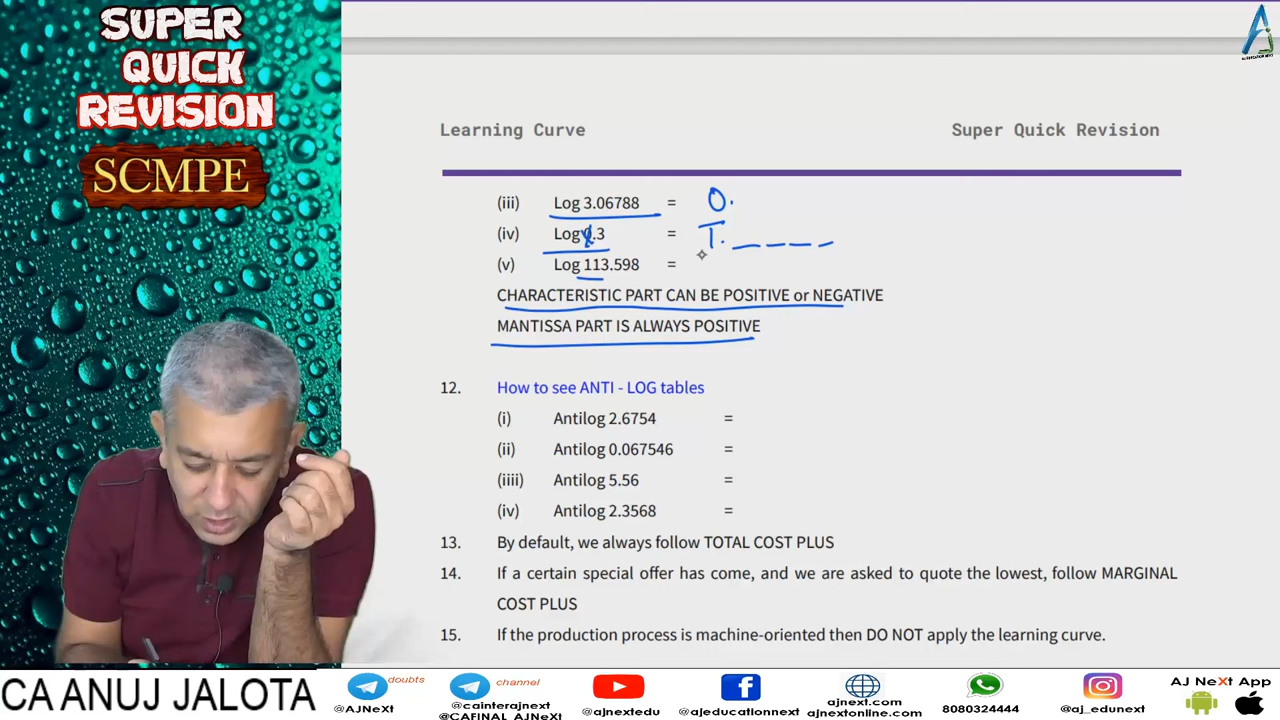 SUPER
QUICK
REVISION
SCMPE
Learning Curve Super Quick Revision
(iii) Log 3.06788 = 0.
(iv) Log 0.3 = 1.
(v) Log 113.598 =
CHARACTERISTIC PART CAN BE POSITIVE or NEGATIVE
MANTISSA PART IS ALWAYS POSITIVE
12. How to see ANTI - LOG tables
(i) Antilog 2.6754 =
(ii) Antilog 0.067546 =
(iiii) Antilog 5.56 =
(iv) Antilog 2.3568 =
13. By default, we always follow TOTAL COST PLUS
14. If a certain special offer has come, and we are asked to quote the lowest, follow MARGINAL
COST PLUS
15. If the production process is machine-oriented then DO NOT apply the learning curve.
CA ANUJ JALOTA
doubts
@AJNeXt
channel
@cainterajnext
@CAFINAL_AJNeXt
@ajnextedu
@ajeducationnext
ajnext.com
ajnextonline.com
8080324444
@aj_edunext
AJ NeXt App